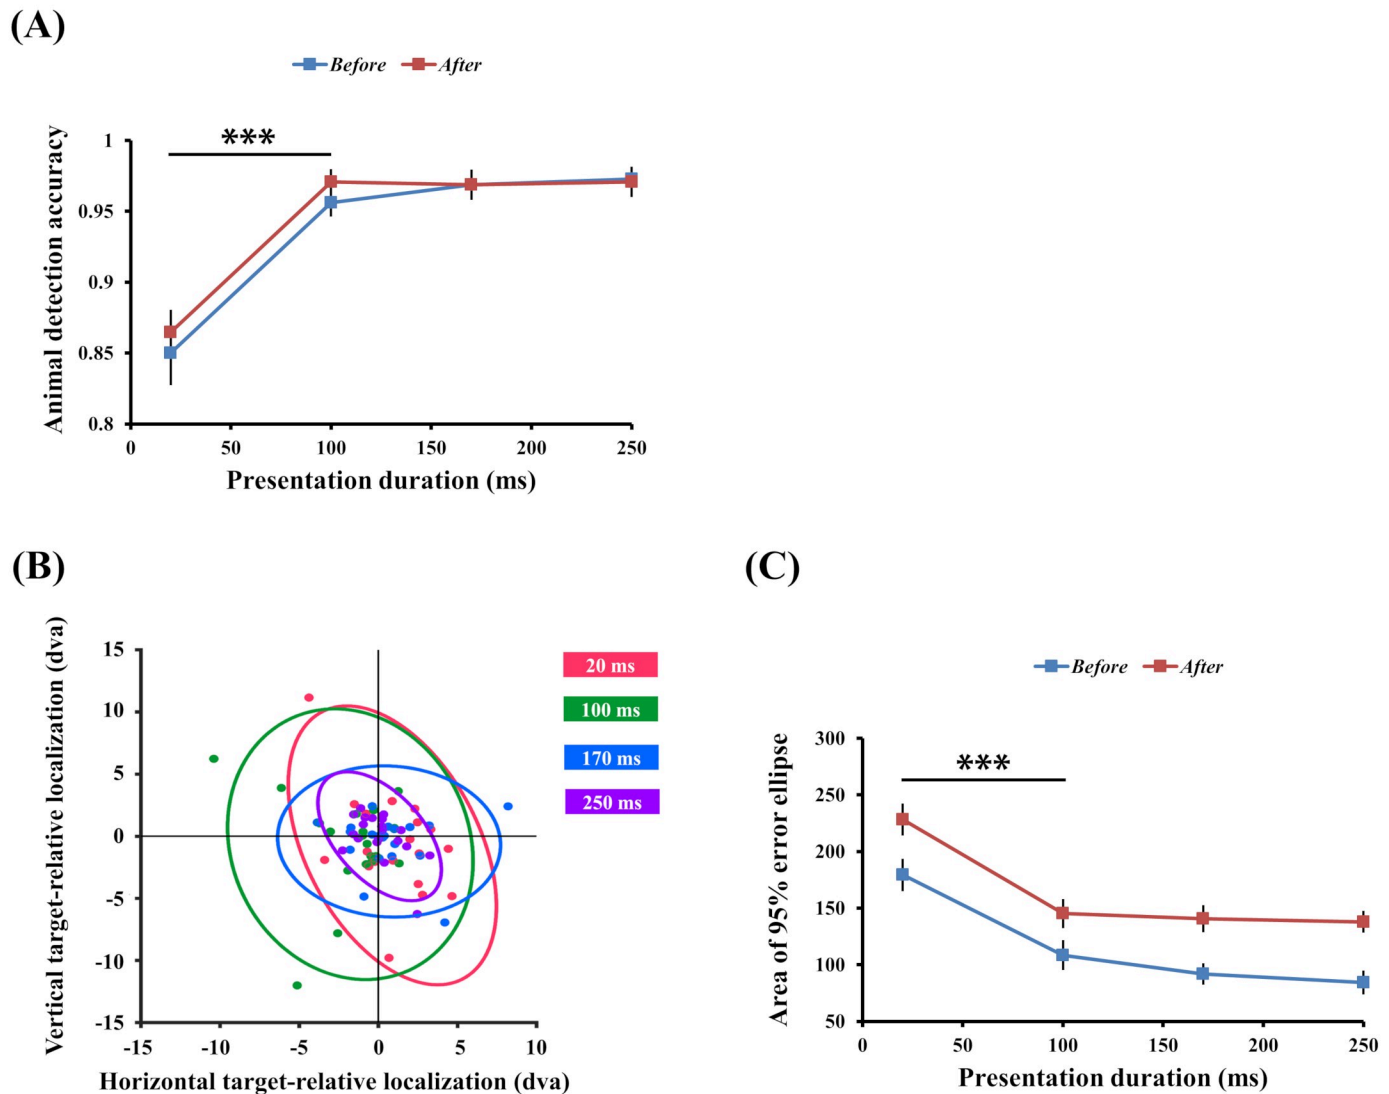 (A)
Before After
***
Animal detection accuracy
1
0.95
0.9
0.85
0.8
0 50 100 150 200 250
Presentation duration (ms)
(B)
Vertical target-relative localization (dva)
15
10
5
0
-5
-10
-15
-15 -10 -5 0 5 10
Horizontal target-relative localization (dva)
20 ms
100 ms
170 ms
250 ms
(C)
Before After
***
Area of 95% error ellipse
300
250
200
150
100
50
0 50 100 150 200 250
Presentation duration (ms)